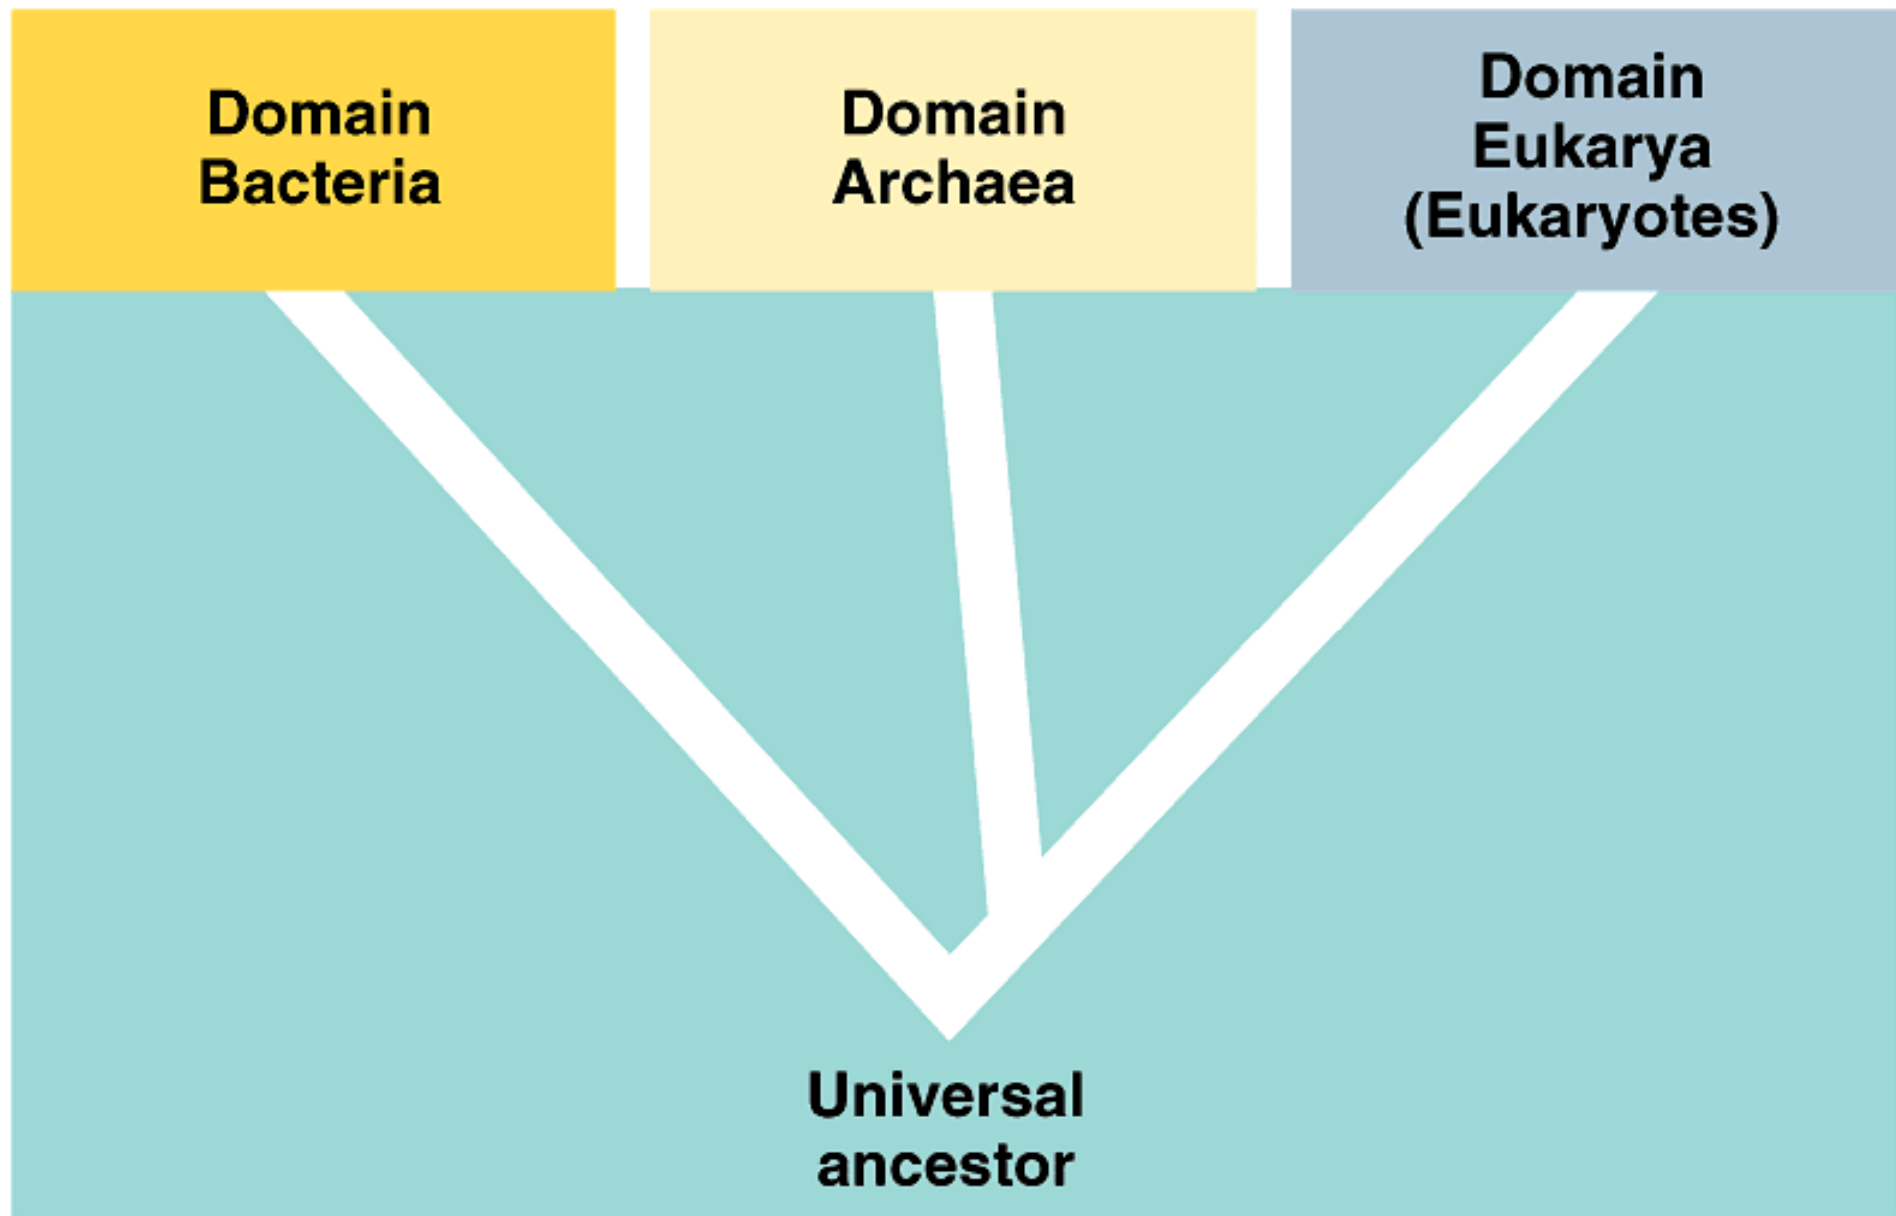 Domain
Bacteria
Domain
Archaea
Domain
Eukarya
(Eukaryotes)
Universal
ancestor